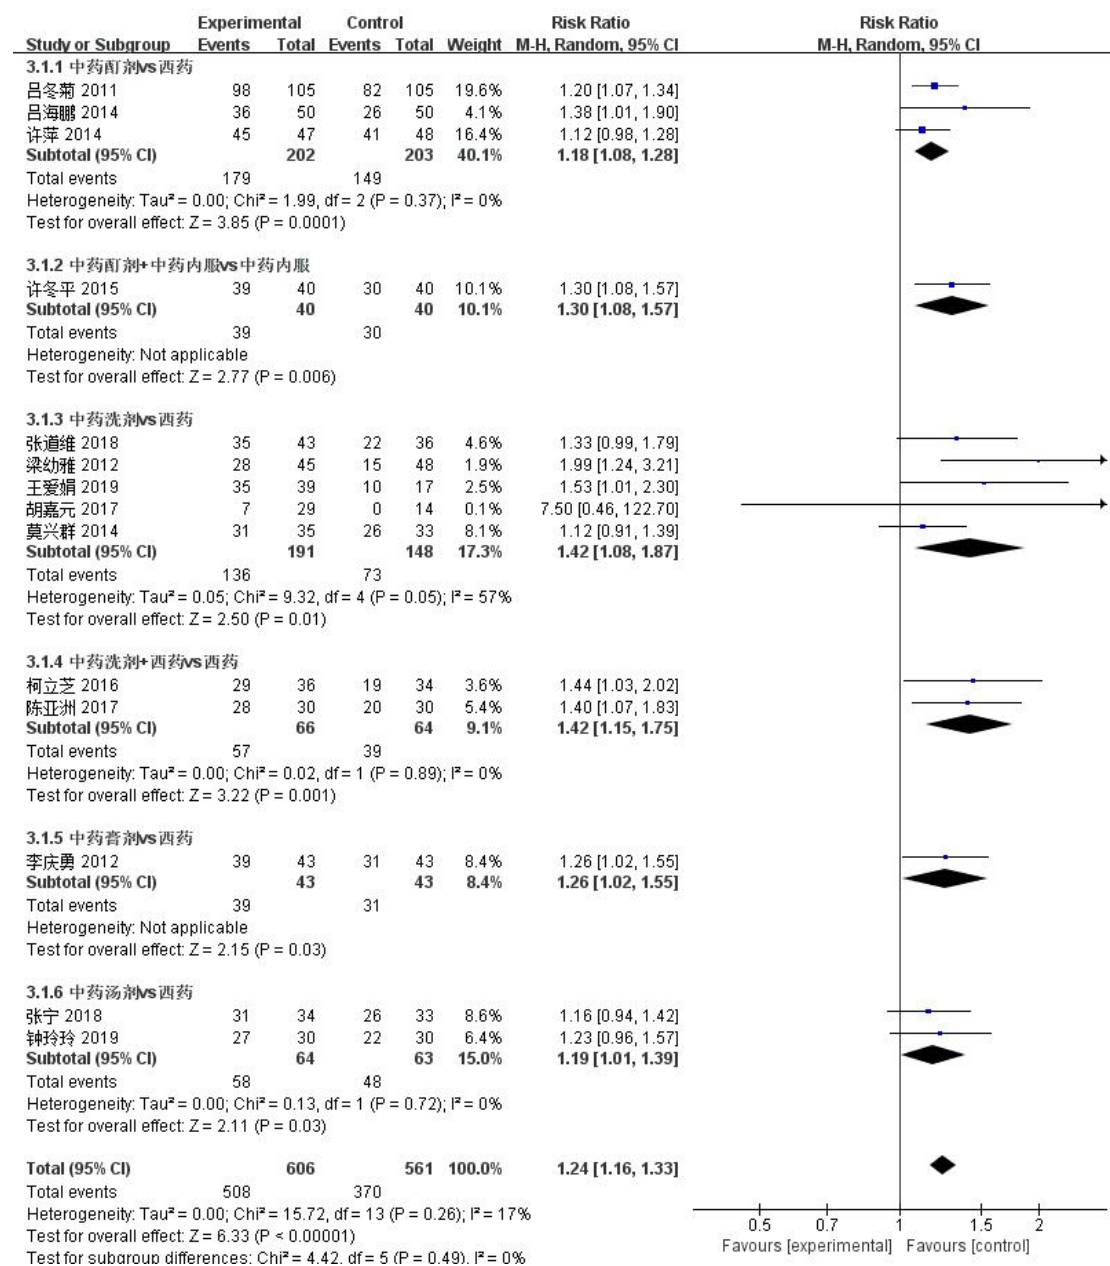 Experimental Control Risk Ratio Risk Ratio
Study or Subgroup Events Total Events Total Weight M-H, Random, 95% CI M-H, Random, 95% CI
3.1.1 中药酊剂vs西药
吕冬菊 2011 98 105 82 105 19.6% 1.20 [1.07, 1.34]
吕海鹏 2014 36 50 26 50 4.1% 1.38 [1.01, 1.90]
许萍 2014 45 47 41 48 16.4% 1.12 [0.98, 1.28]
Subtotal (95% CI) 202 203 40.1% 1.18 [1.08, 1.28]
Total events 179 149
Heterogeneity: Tau² = 0.00; Chi² = 1.99, df = 2 (P = 0.37); I² = 0%
Test for overall effect: Z = 3.85 (P = 0.0001)
3.1.2 中药酊剂+中药内服vs中药内服
许冬平 2015 39 40 30 40 10.1% 1.30 [1.08, 1.57]
Subtotal (95% CI) 40 40 10.1% 1.30 [1.08, 1.57]
Total events 39 30
Heterogeneity: Not applicable
Test for overall effect: Z = 2.77 (P = 0.006)
3.1.3 中药洗剂vs西药
张道维 2018 35 43 22 36 4.6% 1.33 [0.99, 1.79]
梁幼雅 2012 28 45 15 48 1.9% 1.99 [1.24, 3.21]
王爱娟 2019 35 39 10 17 2.5% 1.53 [1.01, 2.30]
胡嘉元 2017 7 29 0 14 0.1% 7.50 [0.46, 122.70]
莫兴群 2014 31 35 26 33 8.1% 1.12 [0.91, 1.39]
Subtotal (95% CI) 191 148 17.3% 1.42 [1.08, 1.87]
Total events 136 73
Heterogeneity: Tau² = 0.05; Chi² = 9.32, df = 4 (P = 0.05); I² = 57%
Test for overall effect: Z = 2.50 (P = 0.01)
3.1.4 中药洗剂+西药vs西药
柯立芝 2016 29 36 19 34 3.6% 1.44 [1.03, 2.02]
陈亚洲 2017 28 30 20 30 5.4% 1.40 [1.07, 1.83]
Subtotal (95% CI) 66 64 9.1% 1.42 [1.15, 1.75]
Total events 57 39
Heterogeneity: Tau² = 0.00; Chi² = 0.02, df = 1 (P = 0.89); I² = 0%
Test for overall effect: Z = 3.22 (P = 0.001)
3.1.5 中药膏剂vs西药
李庆勇 2012 39 43 31 43 8.4% 1.26 [1.02, 1.55]
Subtotal (95% CI) 43 43 8.4% 1.26 [1.02, 1.55]
Total events 39 31
Heterogeneity: Not applicable
Test for overall effect: Z = 2.15 (P = 0.03)
3.1.6 中药汤剂vs西药
张宁 2018 31 34 26 33 8.6% 1.16 [0.94, 1.42]
钟玲玲 2019 27 30 22 30 6.4% 1.23 [0.96, 1.57]
Subtotal (95% CI) 64 63 15.0% 1.19 [1.01, 1.39]
Total events 58 48
Heterogeneity: Tau² = 0.00; Chi² = 0.13, df = 1 (P = 0.72); I² = 0%
Test for overall effect: Z = 2.11 (P = 0.03)
Total (95% CI) 606 561 100.0% 1.24 [1.16, 1.33]
Total events 508 370
Heterogeneity: Tau² = 0.00; Chi² = 15.72, df = 13 (P = 0.26); I² = 17%
Test for overall effect: Z = 6.33 (P < 0.00001)
Test for subgroup differences: Chi² = 4.42, df = 5 (P = 0.49), I² = 0%
0.5 0.7 1 1.5 2
Favours [experimental] Favours [control]